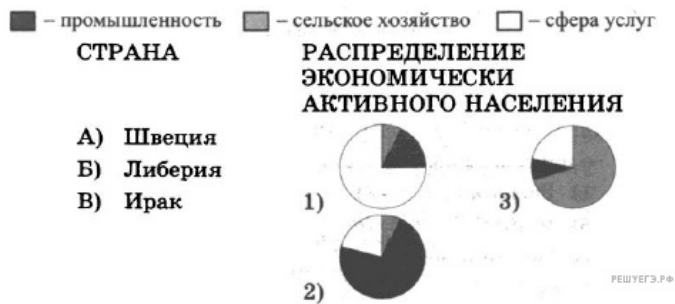 – промышленность – сельское хозяйство – сфера услуг
СТРАНА
РАСПРЕДЕЛЕНИЕ
ЭКОНОМИЧЕСКИ
АКТИВНОГО НАСЕЛЕНИЯ
А) Швеция
Б) Либерия
В) Ирак
1)
3)
2)
РЕШУЕГЭ.РФ